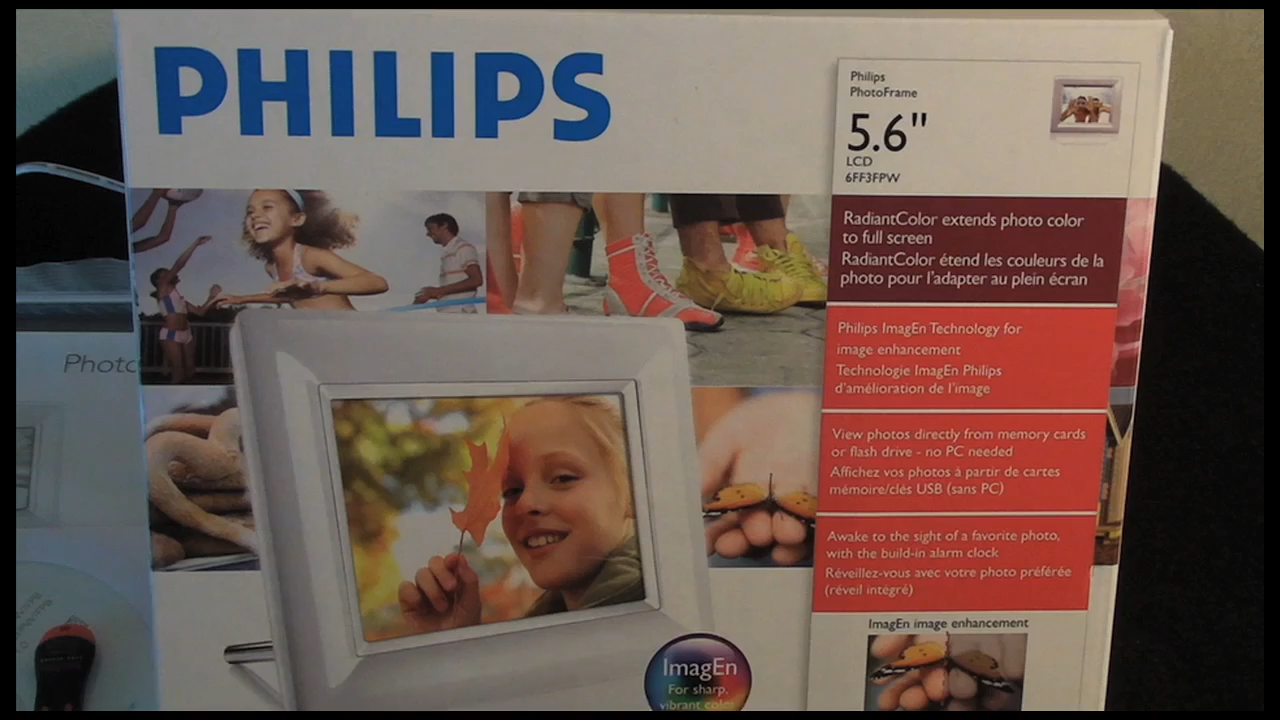 PHILIPS
Philips
PhotoFrame
5.6"
LCD
6FF3FPW
RadiantColor extends photo color
to full screen
RadiantColor étend les couleurs de la
photo pour l'adapter au plein écran
Philips ImagEn Technology for
image enhancement
Technologie ImagEn Philips
d'amélioration de l'image
View photos directly from memory cards
or flash drive - no PC needed
Affichez vos photos à partir de cartes
mémoire/clés USB (sans PC)
Awake to the sight of a favorite photo,
with the build-in alarm clock
Réveillez-vous avec votre photo préférée
(réveil intégré)
ImagEn image enhancement
ImagEn
For sharp,
vibrant color
Photo